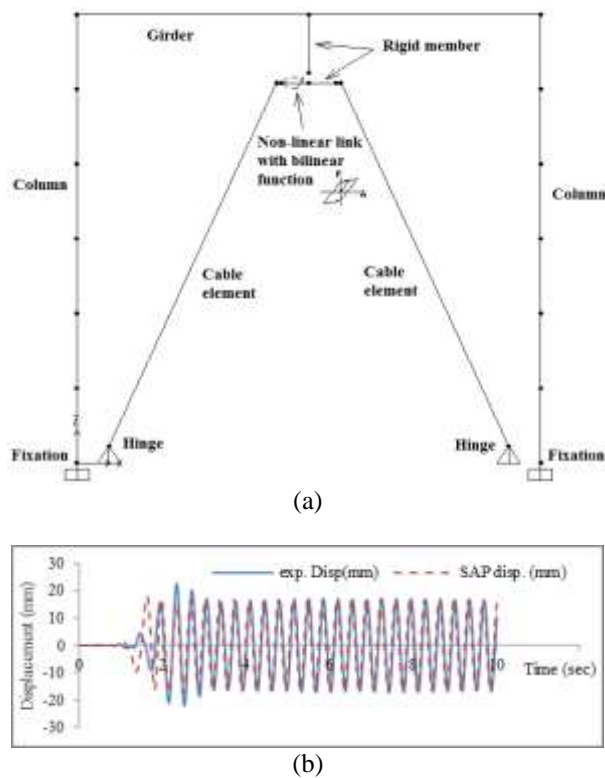 Girder
Rigid member
Non-linear link
with bilinear
function
Column
Column
Cable
element
Cable
element
Hinge
Hinge
Fixation
Fixation
(a)
30
20
10
0
-10
-20
-30
Displacement (mm)
exp. Disp(mm)
SAP disp. (mm)
0
2
4
6
8
10
Time (sec)
(b)